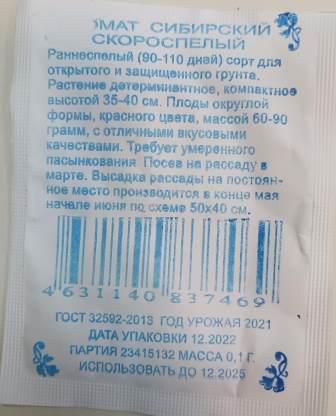 МАТ СИБИРСКИЙ
СКОРОСПЕЛЫЙ
Раннеспелый (90-110 дней) сорт для
открытого и защищенного грунта.
Растение детерминантное, компактное
высотой 35-40 см. Плоды округлой
формы, красного цвета, массой 60-90
грамм, с отличными вкусовыми
качествами. Требует умеренного
пасынкования Посев на рассаду в
марте. Высадка рассады на постоян-
ное место производится в конце мая
начале июня по схеме 50х40 см.
4 631140 837469
ГОСТ 32592-2013 ГОД УРОЖАЯ 2021
ДАТА УПАКОВКИ 12.2022
ПАРТИЯ 23415132 МАССА 0,1 Г.
ИСПОЛЬЗОВАТЬ ДО 12.2025